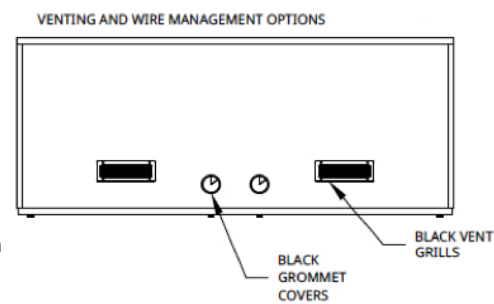 VENTING AND WIRE MANAGEMENT OPTIONS
BLACK VENT
GRILLS
BLACK
GROMMET
COVERS